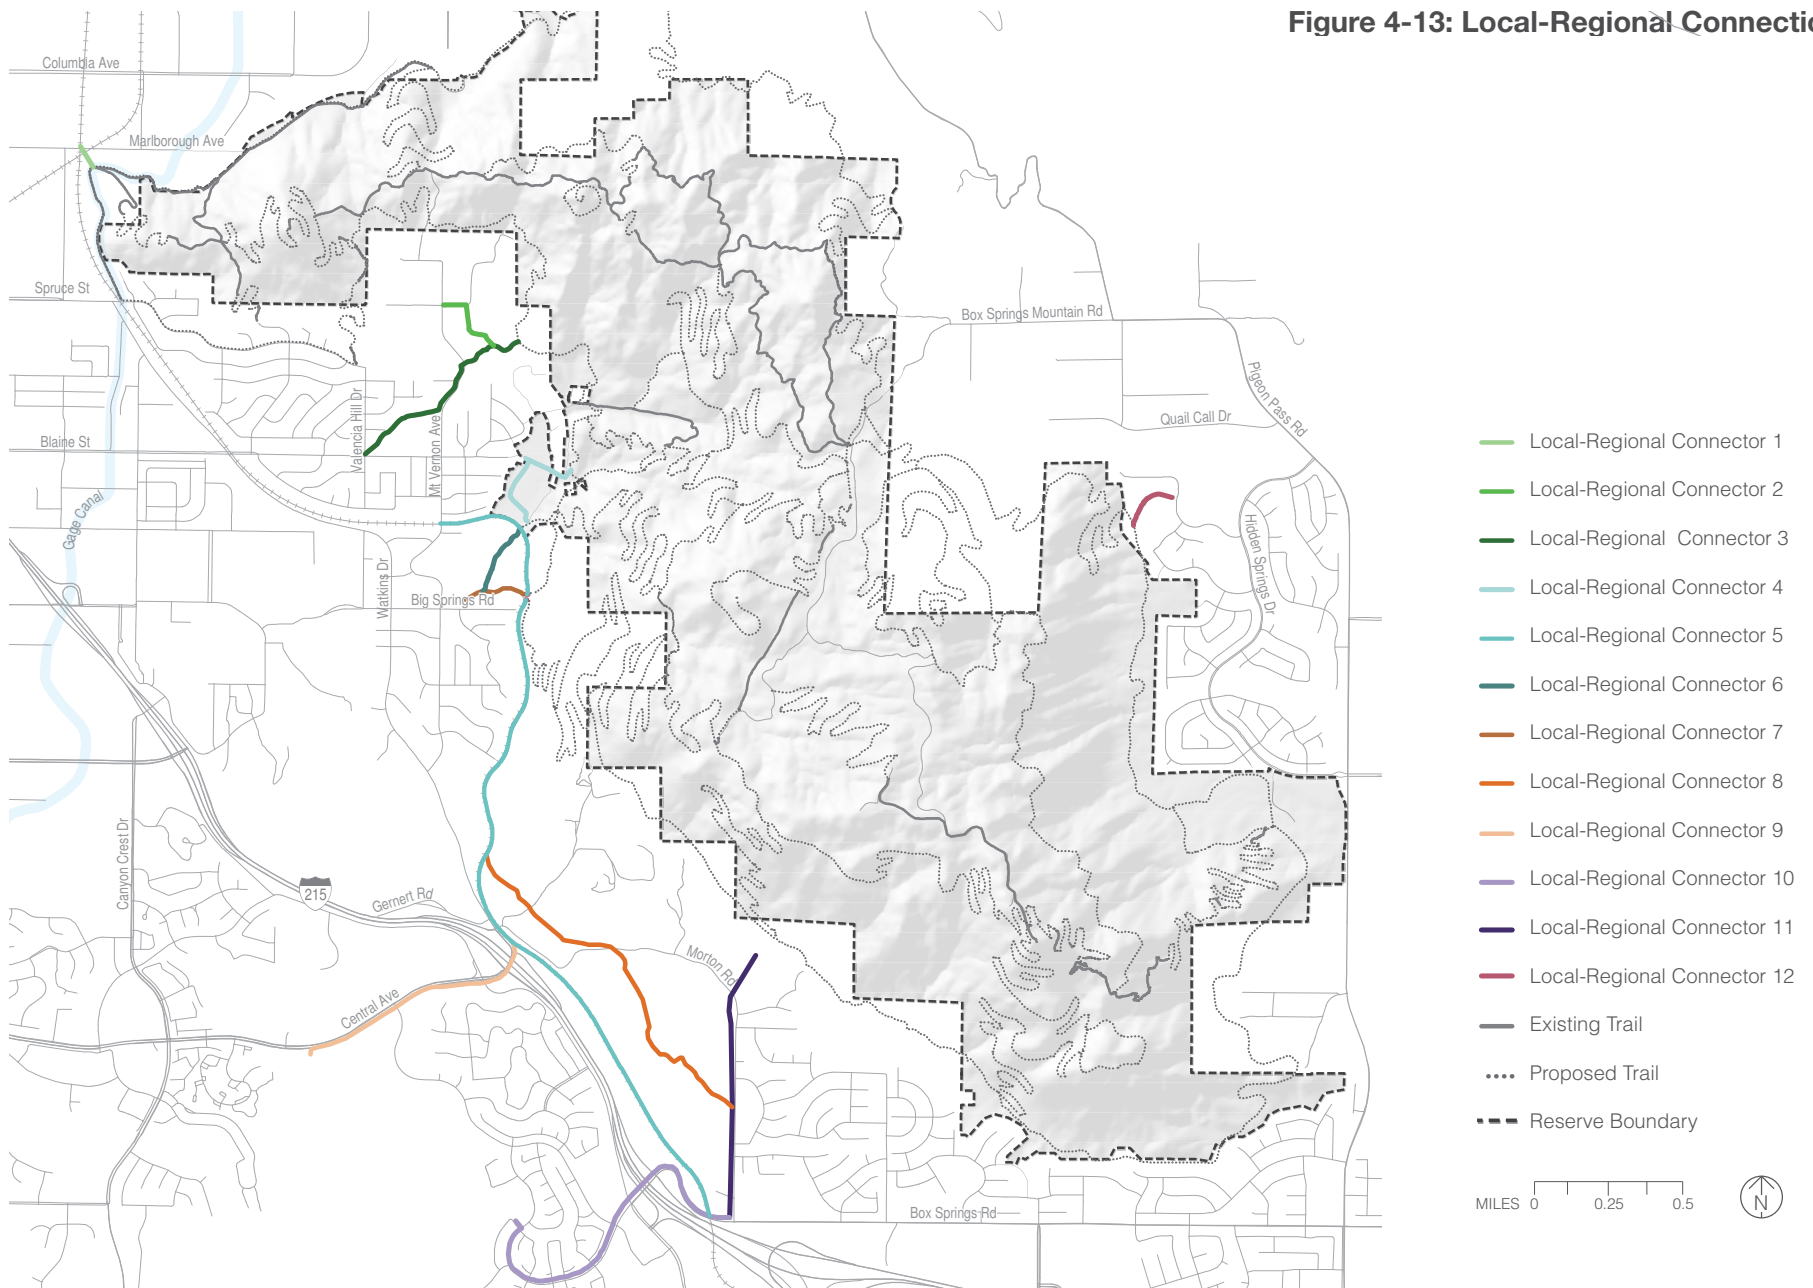 Figure 4-13: Local-Regional Connectio
Columbia Ave
Marlborough Ave
Spruce St
Box Springs Mountain Rd
Pigeon Pass Rd
Valencia Hill Dr
Mt Vernon Ave
Quail Call Dr
Blaine St
Gage Canal
Hidden Springs Dr
Watkins Dr
Big Springs Rd
Canyon Crest Dr
215
Gernert Rd
Morton Rd
Central Ave
Box Springs Rd
Local-Regional Connector 1
Local-Regional Connector 2
Local-Regional Connector 3
Local-Regional Connector 4
Local-Regional Connector 5
Local-Regional Connector 6
Local-Regional Connector 7
Local-Regional Connector 8
Local-Regional Connector 9
Local-Regional Connector 10
Local-Regional Connector 11
Local-Regional Connector 12
Existing Trail
Proposed Trail
Reserve Boundary
MILES 0 0.25 0.5
N